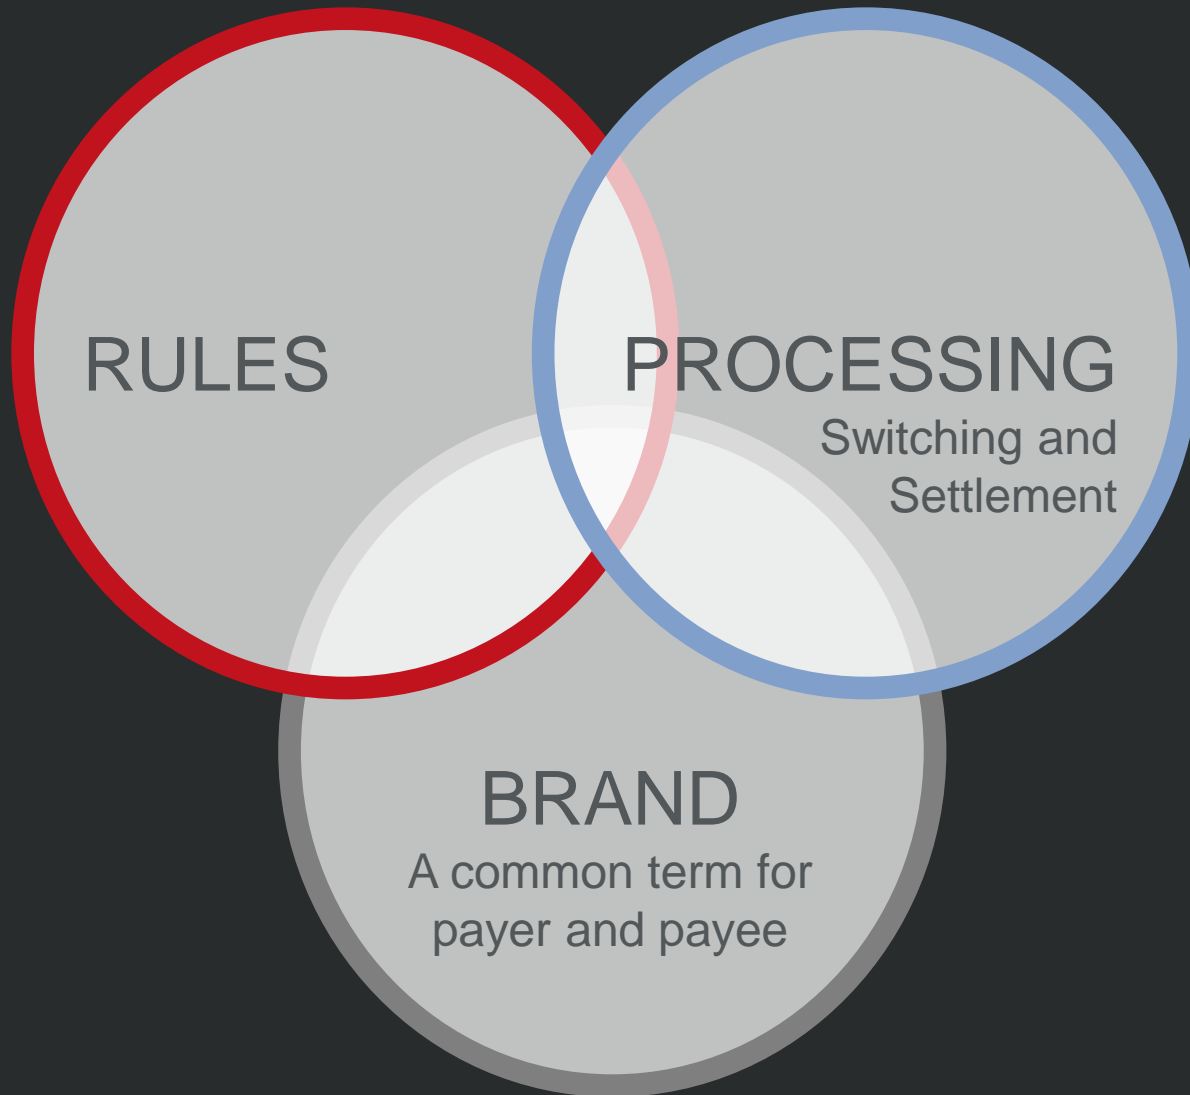 RULES
PROCESSING
Switching and
Settlement
BRAND
A common term for
payer and payee